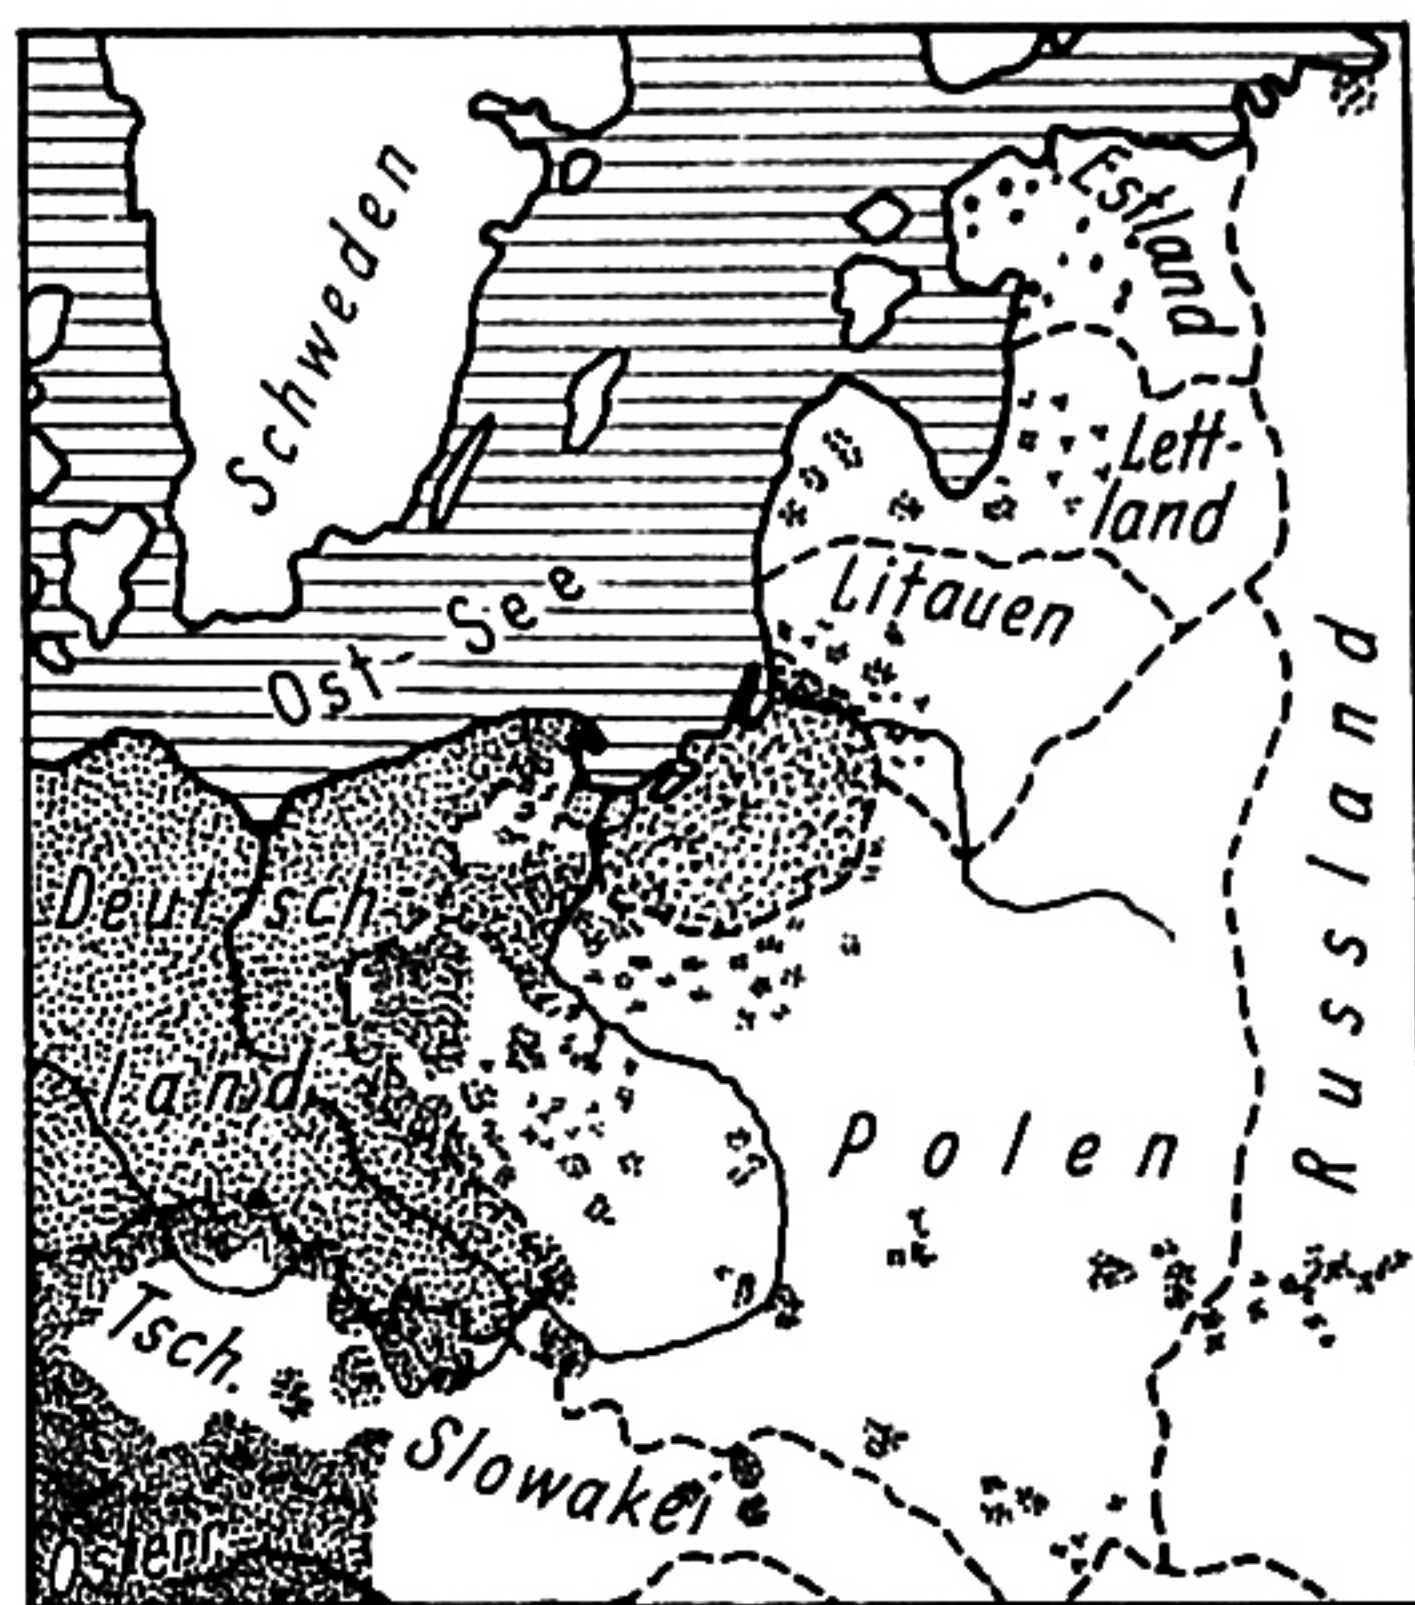 Schweden
Estland
Lett-
land
Litauen
Ost-See
Russland
Deutsch
land
Polen
Tsch.
Slowakei
Österr.